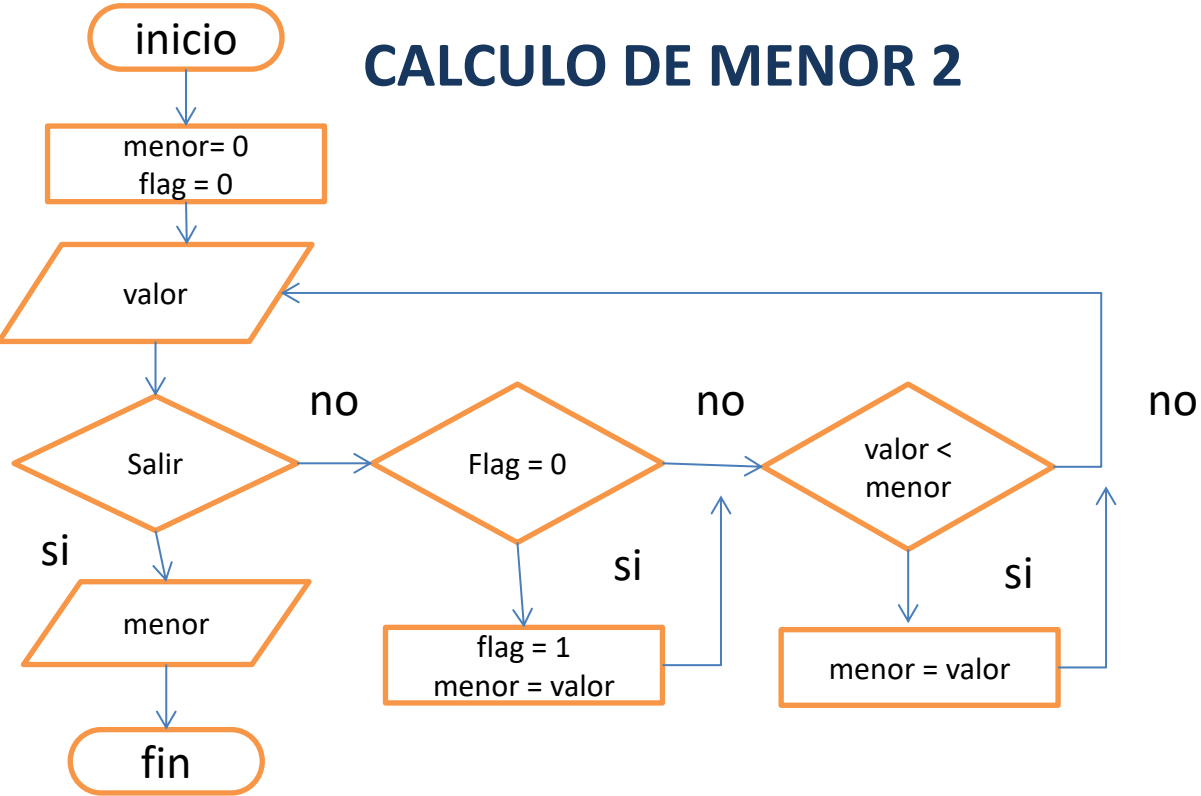 inicio
CALCULO DE MENOR 2
menor= 0
flag = 0
valor
Salir
no
Flag = 0
no
valor <
menor
no
si
menor
si
flag = 1
menor = valor
si
menor = valor
fin